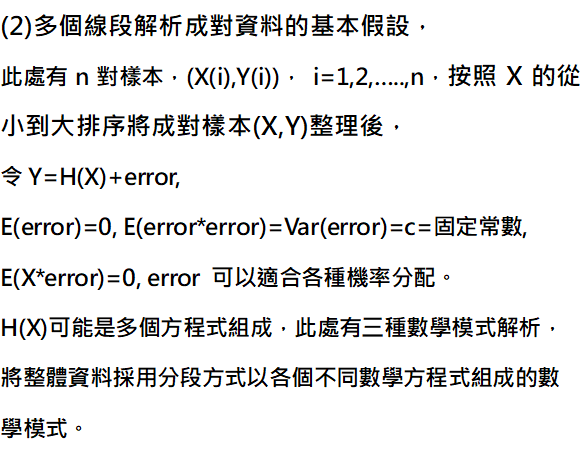 (2)多個線段解析成對資料的基本假設，
此處有 n 對樣本，(X(i),Y(i))， i=1,2,…..,n，按照 X 的從
小到大排序將成對樣本(X,Y)整理後，
令 Y=H(X)+error,
E(error)=0, E(error*error)=Var(error)=c=固定常數,
E(X*error)=0, error 可以適合各種機率分配。
H(X)可能是多個方程式組成，此處有三種數學模式解析，
將整體資料採用分段方式以各個不同數學方程式組成的數
學模式。